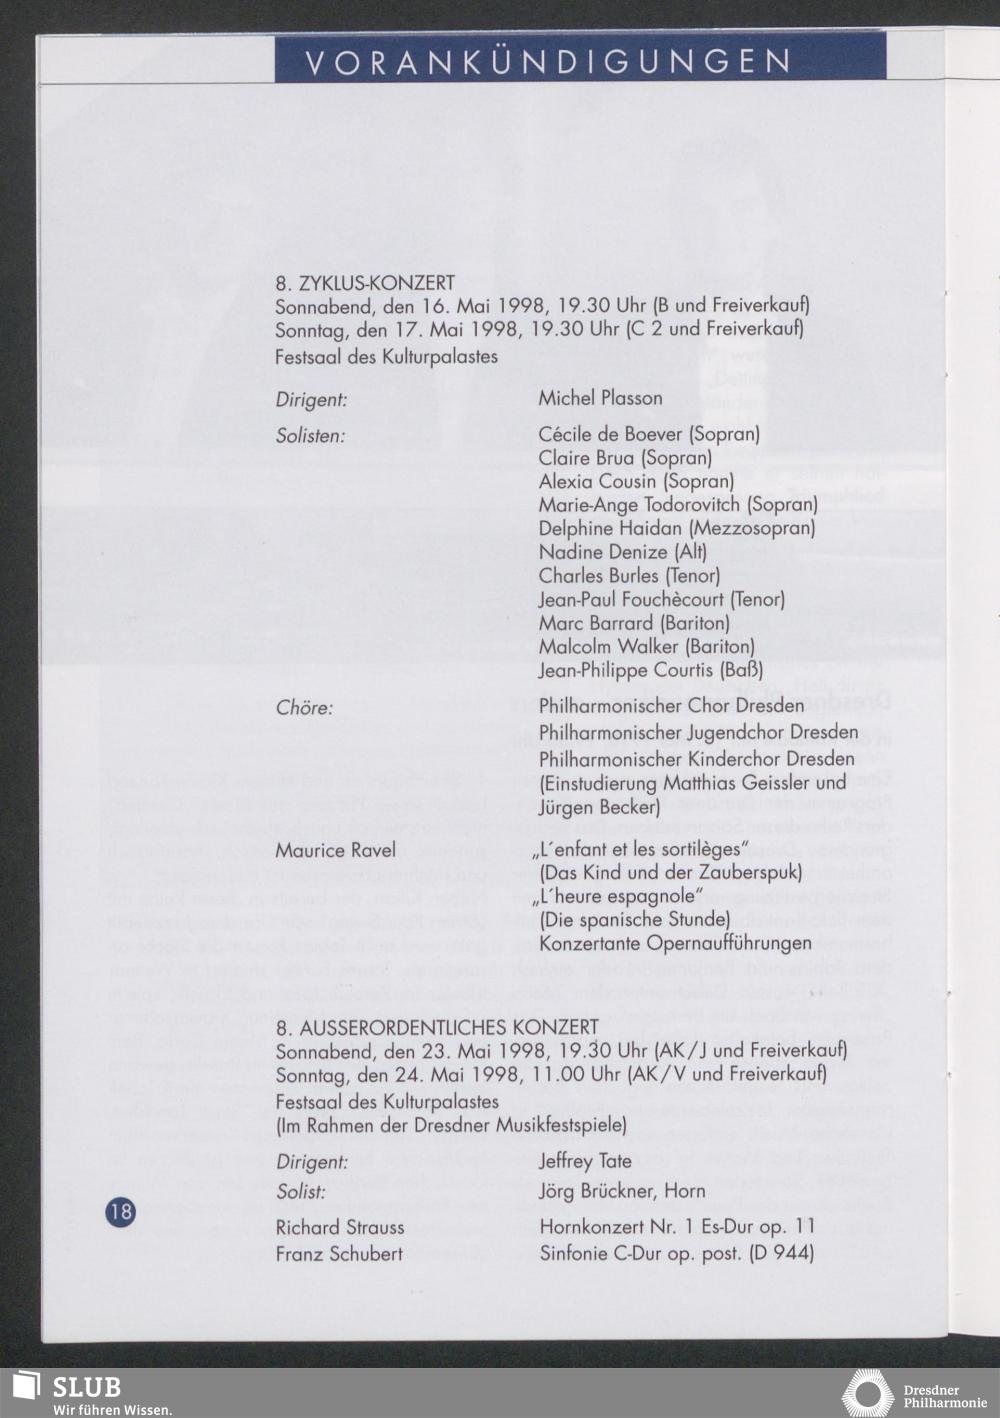 VORANKÜNDIGUNGEN
8. ZYKLUS-KONZERT
Sonnabend, den 16. Mai 1998, 19.30 Uhr (B und Freiverkauf)
Sonntag, den 17. Mai 1998, 19.30 Uhr (C 2 und Freiverkauf)
Festsaal des Kulturpalastes
Dirigent: Michel Plasson
Solisten: Cécile de Boever (Sopran)
Claire Brua (Sopran)
Alexia Cousin (Sopran)
Marie-Ange Todorovitch (Sopran)
Delphine Haidan (Mezzosopran)
Nadine Denize (Alt)
Charles Burles (Tenor)
Jean-Paul Fouchècourt (Tenor)
Marc Barrard (Bariton)
Malcolm Walker (Bariton)
Jean-Philippe Courtis (Baß)
Chöre: Philharmonischer Chor Dresden
Philharmonischer Jugendchor Dresden
Philharmonischer Kinderchor Dresden
(Einstudierung Matthias Geissler und
Jürgen Becker)
Maurice Ravel „L´enfant et les sortilèges“
(Das Kind und der Zauberspuk)
„L´heure espagnole“
(Die spanische Stunde)
Konzertante Opernaufführungen
8. AUSSERORDENTLICHES KONZERT
Sonnabend, den 23. Mai 1998, 19.30 Uhr (AK/J und Freiverkauf)
Sonntag, den 24. Mai 1998, 11.00 Uhr (AK/V und Freiverkauf)
Festsaal des Kulturpalastes
(Im Rahmen der Dresdner Musikfestspiele)
Dirigent: Jeffrey Tate
Solist: Jörg Brückner, Horn
18
Richard Strauss Hornkonzert Nr. 1 Es-Dur op. 11
Franz Schubert Sinfonie C-Dur op. post. (D 944)
SLUB
Wir führen Wissen.
Dresdner
Philharmonie